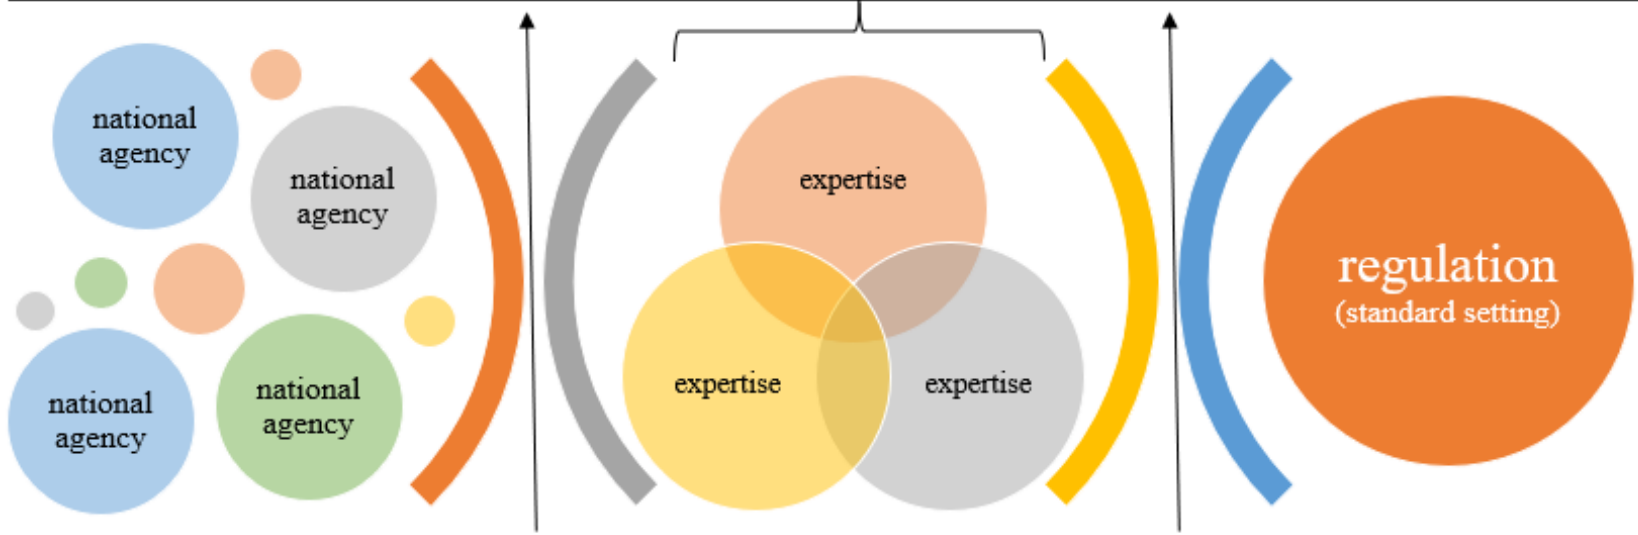 national
agency
national
agency
national
agency
national
agency
expertise
expertise
expertise
regulation
(standard setting)